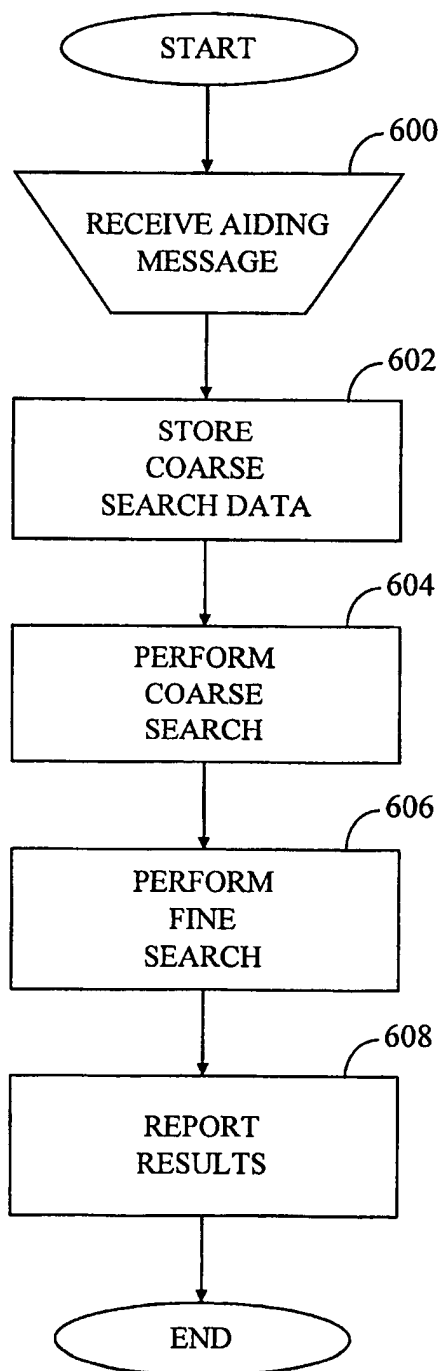 START
600
RECEIVE AIDING
MESSAGE
602
STORE
COARSE
SEARCH DATA
604
PERFORM
COARSE
SEARCH
606
PERFORM
FINE
SEARCH
608
REPORT
RESULTS
END